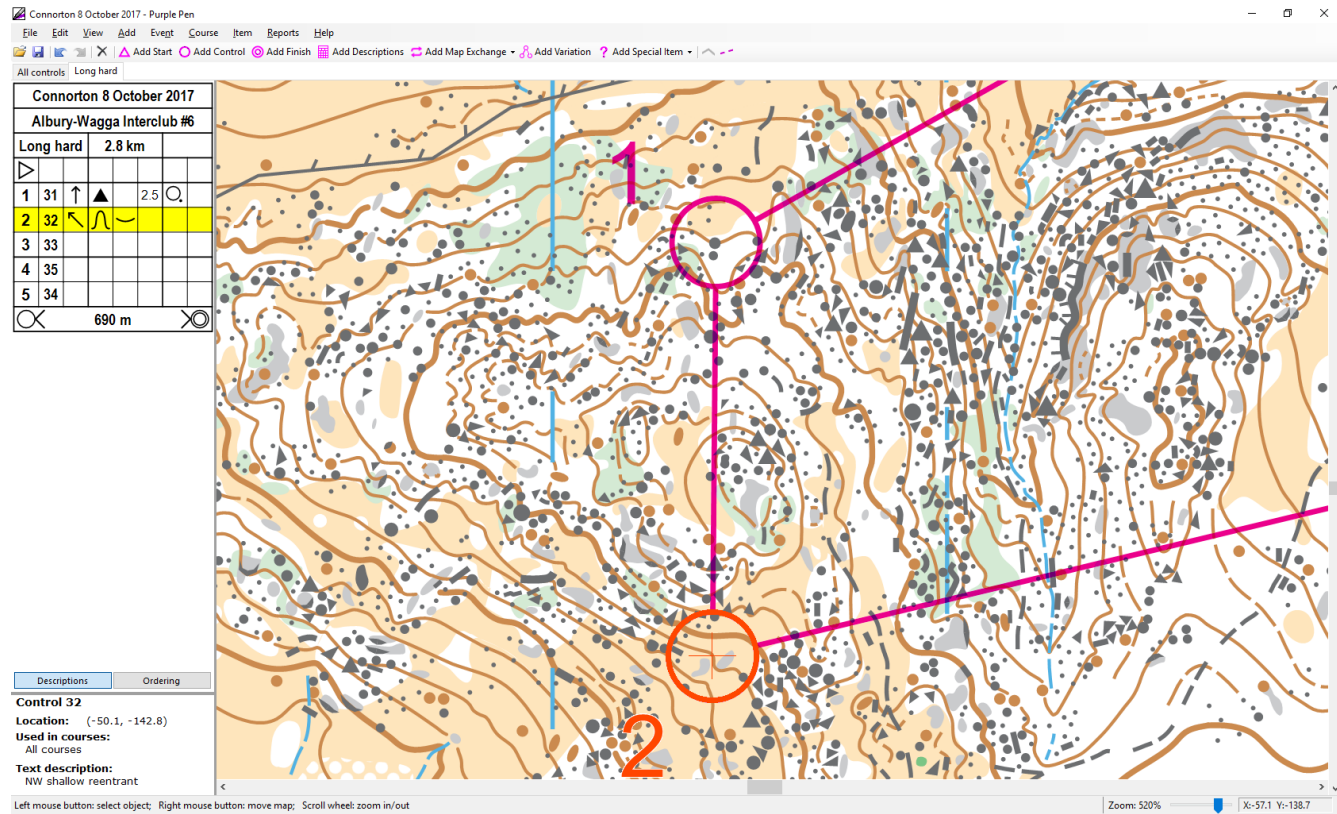 Connorton 8 October 2017 - Purple Pen
File Edit View Add Event Course Item Reports Help
Add Start Add Control Add Finish Add Descriptions Add Map Exchange Add Variation ? Add Special Item
All controls Long hard
Connorton 8 October 2017
Albury-Wagga Interclub #6
Long hard 2.8 km
1 31 2.5
2 32
3 33
4 35
5 34
690 m
1
2
Descriptions Ordering
Control 32
Location: (-50.1, -142.8)
Used in courses:
All courses
Text description:
NW shallow reentrant
Left mouse button: select object; Right mouse button: move map; Scroll wheel: zoom in/out
Zoom: 520% X:-57.1 Y:-138.7